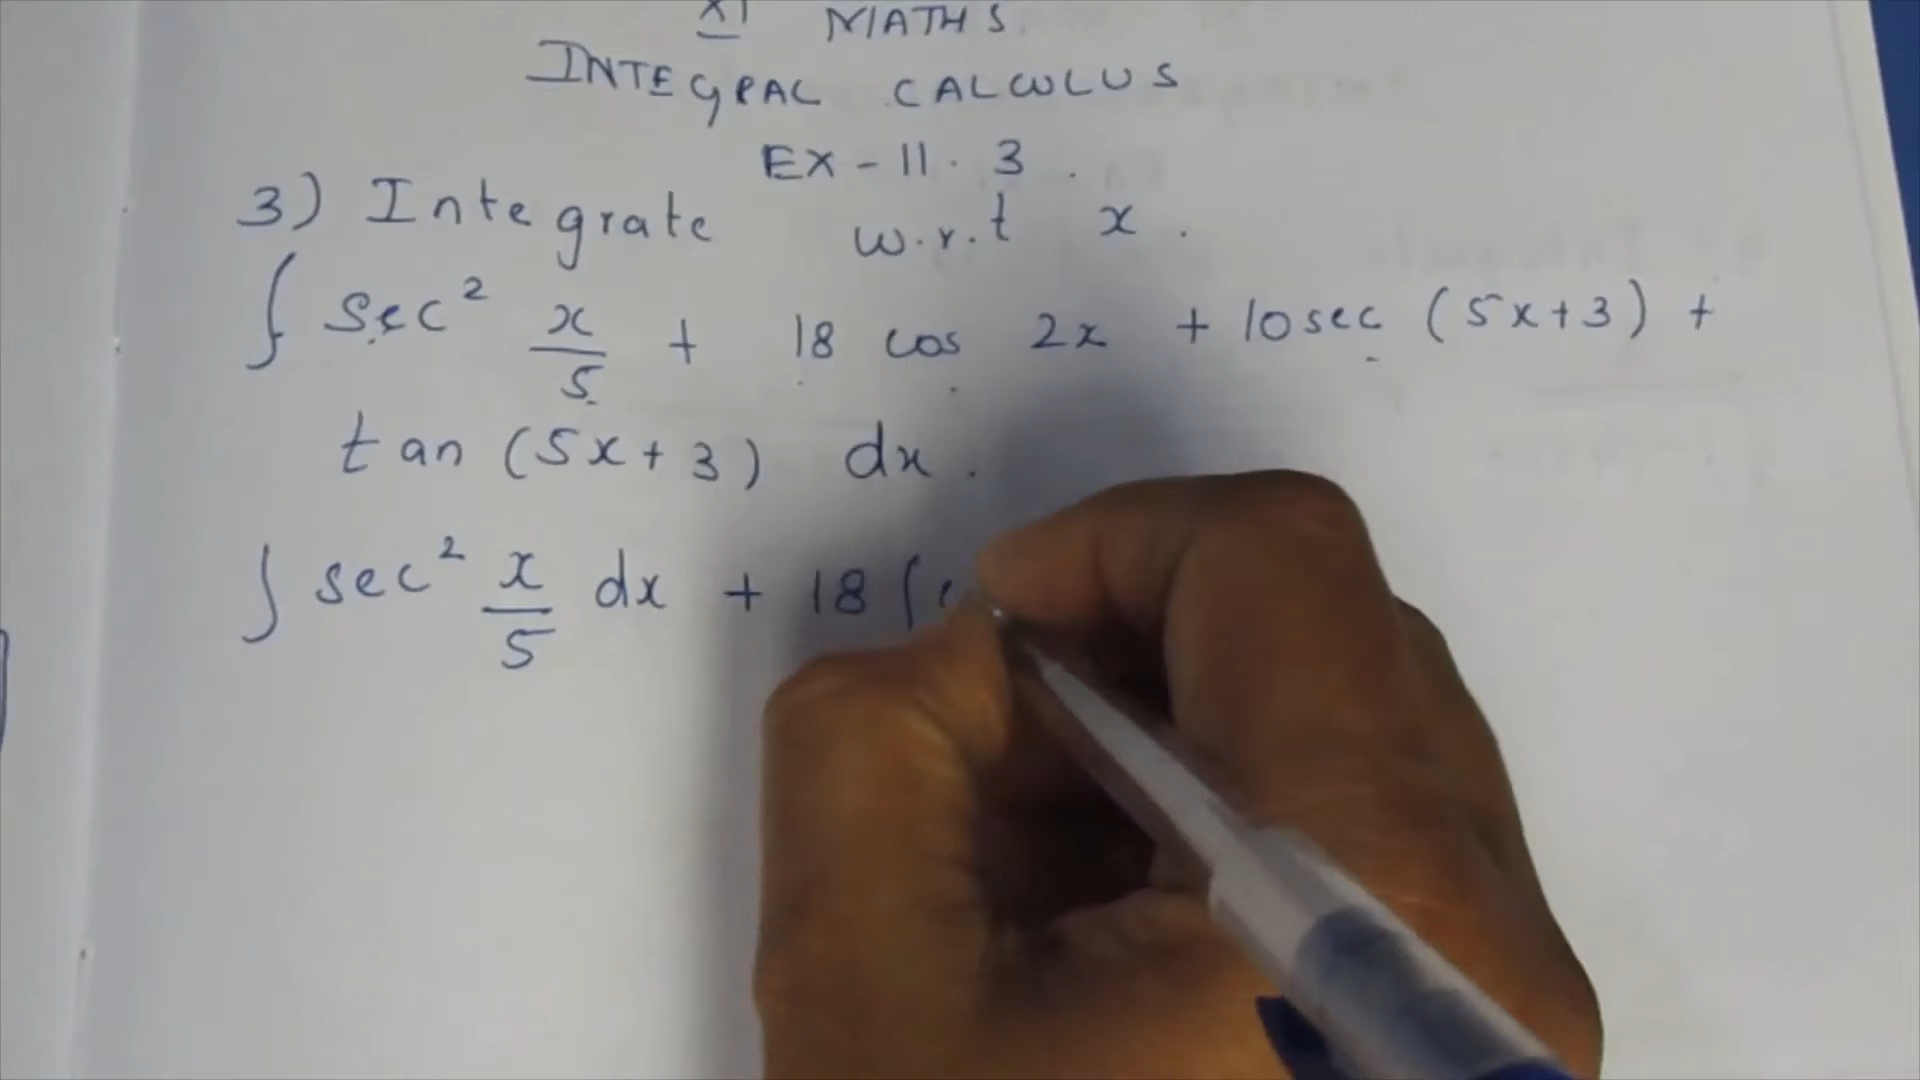 XI MATHS
INTEGRAL CALCULUS
EX - 11.3.
3) Integrate w.r.t x.
∫ sec² x/5 + 18 cos 2x + 10 sec (5x+3) +
tan (5x+3) dx.
∫ sec² x/5 dx + 18 ∫